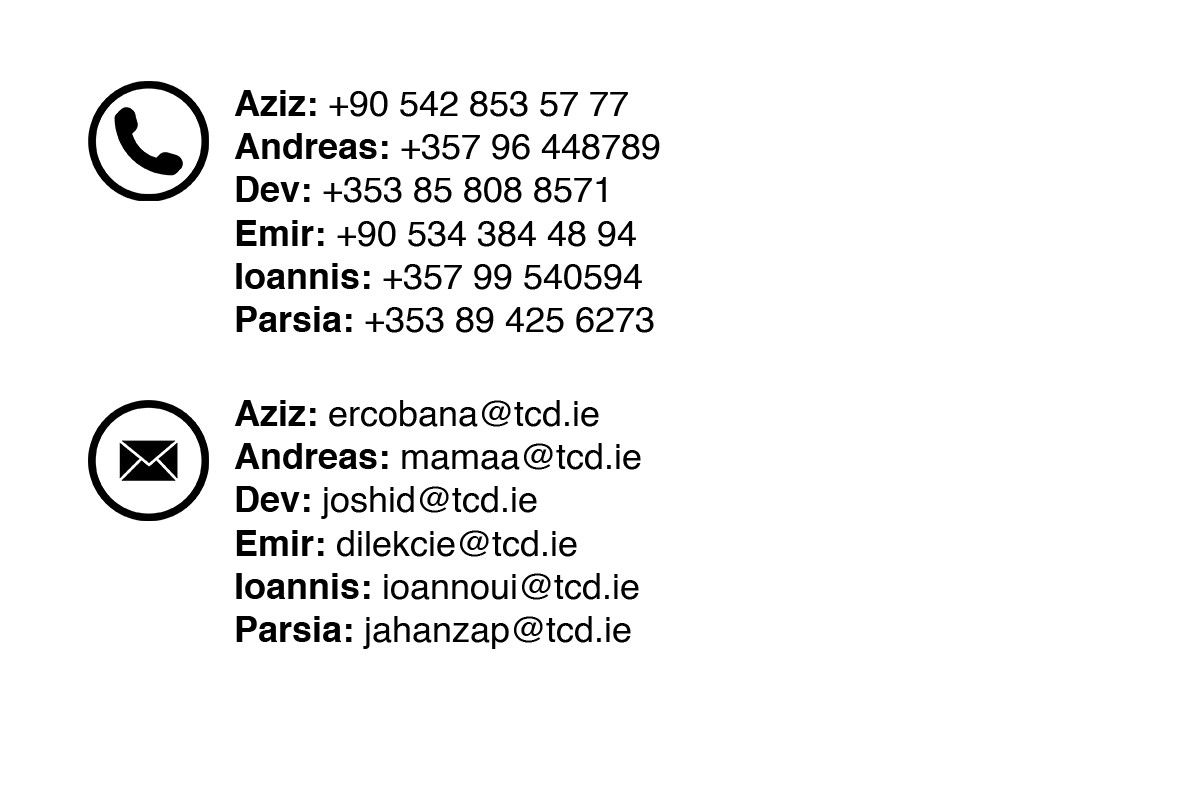 Aziz: +90 542 853 57 77
Andreas: +357 96 448789
Dev: +353 85 808 8571
Emir: +90 534 384 48 94
Ioannis: +357 99 540594
Parsia: +353 89 425 6273
Aziz: ercobana@tcd.ie
Andreas: mamaa@tcd.ie
Dev: joshid@tcd.ie
Emir: dilekcie@tcd.ie
Ioannis: ioannoui@tcd.ie
Parsia: jahanzap@tcd.ie